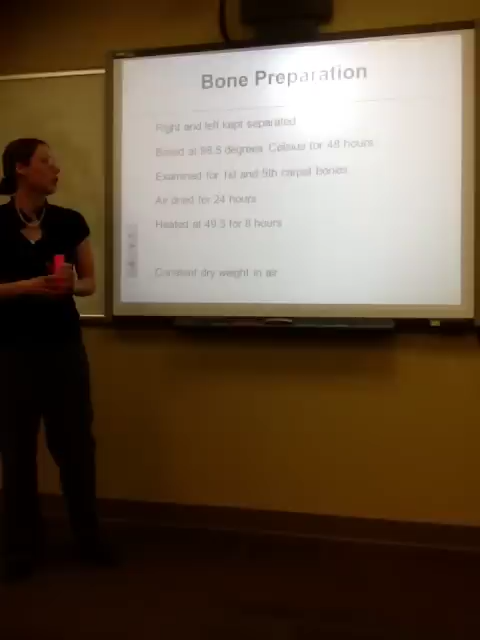 Bone Preparation
Right and left kept separated
Boiled at 98.5 degrees Celsius for 48 hours
Examined for 1st and 5th carpal bones
Air dried for 24 hours
Heated at 49.3 for 8 hours
Constant dry weight in air